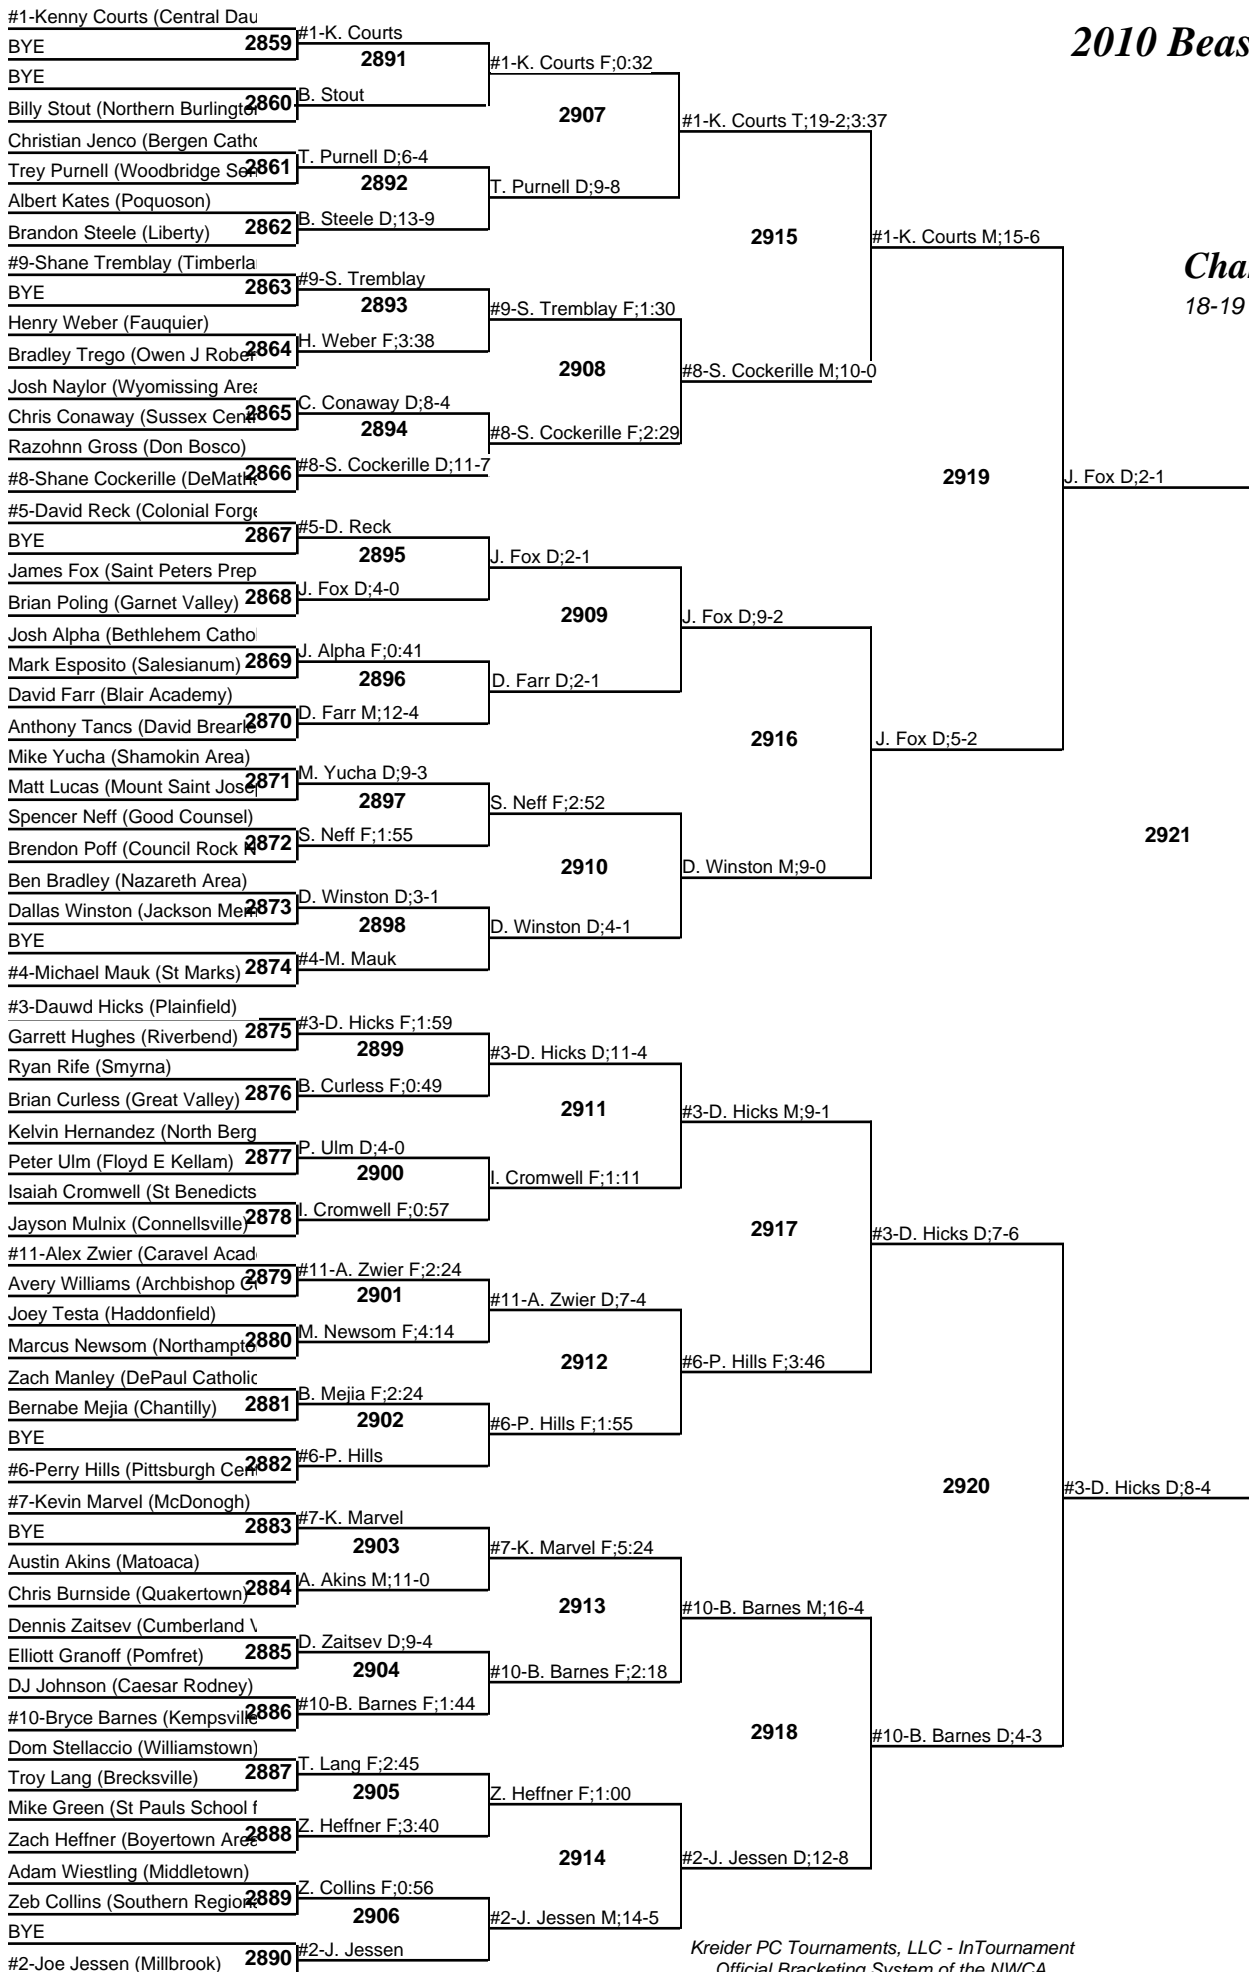 #1-Kenny Courts (Central Dau
BYE
2859
BYE
Billy Stout (Northern Burlingto
2860
Christian Jenco (Bergen Catho
Trey Purnell (Woodbridge Sen
2861
Albert Kates (Poquoson)
Brandon Steele (Liberty)
2862
#9-Shane Tremblay (Timberla
BYE
2863
Henry Weber (Fauquier)
Bradley Trego (Owen J Rober
2864
Josh Naylor (Wyomissing Area
Chris Conaway (Sussex Centr
2865
Razohnn Gross (Don Bosco)
#8-Shane Cockerille (DeMatha
2866
#5-David Reck (Colonial Forge
BYE
2867
James Fox (Saint Peters Prep
Brian Poling (Garnet Valley)
2868
Josh Alpha (Bethlehem Cathol
Mark Esposito (Salesianum)
2869
David Farr (Blair Academy)
Anthony Tancs (David Brearle
2870
Mike Yucha (Shamokin Area)
Matt Lucas (Mount Saint Josep
2871
Spencer Neff (Good Counsel)
Brendon Poff (Council Rock N
2872
Ben Bradley (Nazareth Area)
Dallas Winston (Jackson Mem
2873
BYE
#4-Michael Mauk (St Marks)
2874
#3-Dauwd Hicks (Plainfield)
Garrett Hughes (Riverbend)
2875
Ryan Rife (Smyrna)
Brian Curless (Great Valley)
2876
Kelvin Hernandez (North Berg
Peter Ulm (Floyd E Kellam)
2877
Isaiah Cromwell (St Benedicts
Jayson Mulnix (Connellsville)
2878
#11-Alex Zwier (Caravel Acad
Avery Williams (Archbishop C
2879
Joey Testa (Haddonfield)
Marcus Newsom (Northampto
2880
Zach Manley (DePaul Catholic
Bernabe Mejia (Chantilly)
2881
BYE
#6-Perry Hills (Pittsburgh Cen
2882
#7-Kevin Marvel (McDonogh)
BYE
2883
Austin Akins (Matoaca)
Chris Burnside (Quakertown)
2884
Dennis Zaitsev (Cumberland V
Elliott Granoff (Pomfret)
2885
DJ Johnson (Caesar Rodney)
#10-Bryce Barnes (Kempsville
2886
Dom Stellaccio (Williamstown)
Troy Lang (Brecksville)
2887
Mike Green (St Pauls School f
Zach Heffner (Boyertown Area
2888
Adam Wiestling (Middletown)
Zeb Collins (Southern Regiona
2889
BYE
#2-Joe Jessen (Millbrook)
2890
#1-K. Courts
2891
B. Stout
T. Purnell D;6-4
2892
B. Steele D;13-9
#9-S. Tremblay
2893
H. Weber F;3:38
C. Conaway D;8-4
2894
#8-S. Cockerille D;11-7
#5-D. Reck
2895
J. Fox D;4-0
J. Alpha F;0:41
2896
D. Farr M;12-4
M. Yucha D;9-3
2897
S. Neff F;1:55
D. Winston D;3-1
2898
#4-M. Mauk
#3-D. Hicks F;1:59
2899
B. Curless F;0:49
P. Ulm D;4-0
2900
I. Cromwell F;0:57
#11-A. Zwier F;2:24
2901
M. Newsom F;4:14
B. Mejia F;2:24
2902
#6-P. Hills
#7-K. Marvel
2903
A. Akins M;11-0
D. Zaitsev D;9-4
2904
#10-B. Barnes F;1:44
T. Lang F;2:45
2905
Z. Heffner F;3:40
Z. Collins F;0:56
2906
#2-J. Jessen
#1-K. Courts F;0:32
2907
T. Purnell D;9-8
#9-S. Tremblay F;1:30
2908
#8-S. Cockerille F;2:29
J. Fox D;2-1
2909
D. Farr D;2-1
S. Neff F;2:52
2910
D. Winston D;4-1
#3-D. Hicks D;11-4
2911
I. Cromwell F;1:11
#11-A. Zwier D;7-4
2912
#6-P. Hills F;1:55
#7-K. Marvel F;5:24
2913
#10-B. Barnes F;2:18
Z. Heffner F;1:00
2914
#2-J. Jessen M;14-5
#1-K. Courts T;19-2;3:37
2915
#8-S. Cockerille M;10-0
J. Fox D;9-2
2916
D. Winston M;9-0
#3-D. Hicks M;9-1
2917
#6-P. Hills F;3:46
#10-B. Barnes M;16-4
2918
#2-J. Jessen D;12-8
#1-K. Courts M;15-6
2919
J. Fox D;5-2
#3-D. Hicks D;7-6
2920
#10-B. Barnes D;4-3
J. Fox D;2-1
2921
#3-D. Hicks D;8-4
2010 Beas
Cha
18-19
Kreider PC Tournaments, LLC - InTournament
Official Bracketing System of the NWCA